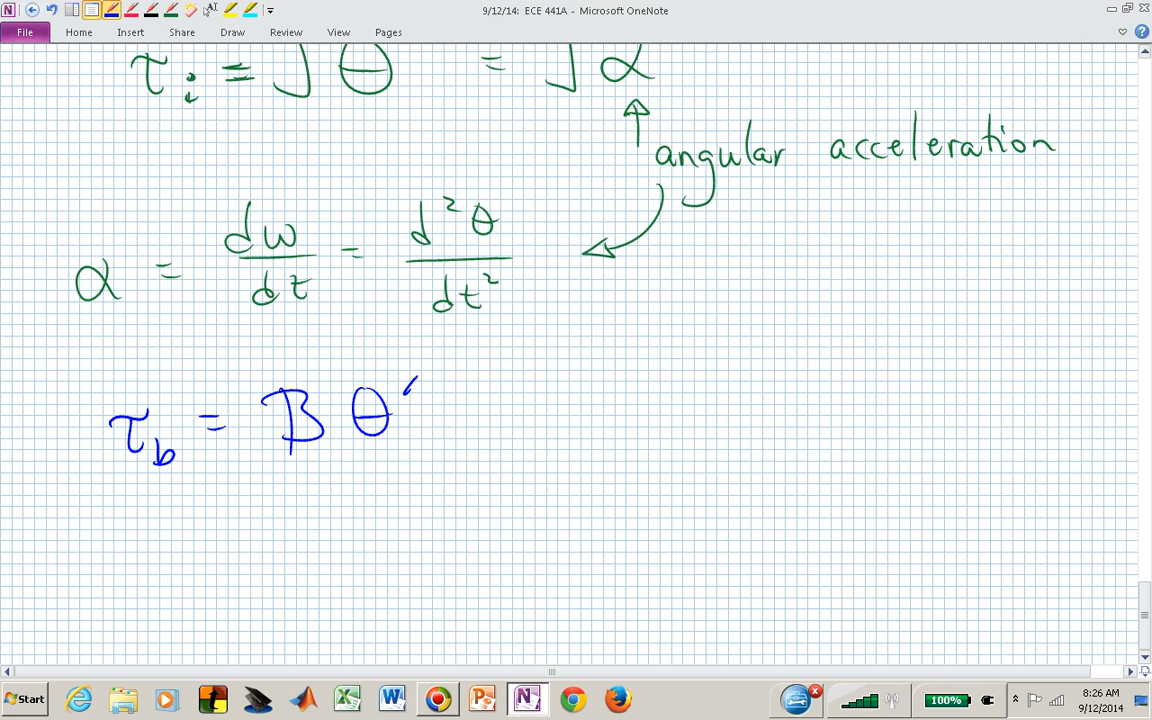 9/12/14: ECE 441A - Microsoft OneNote
File Home Insert Share Draw Review View Pages
τi = J θ = J α
angular acceleration
α = dω/dt = d²θ/dt²
τb = B θ'
Start
100%
8:26 AM
9/12/2014